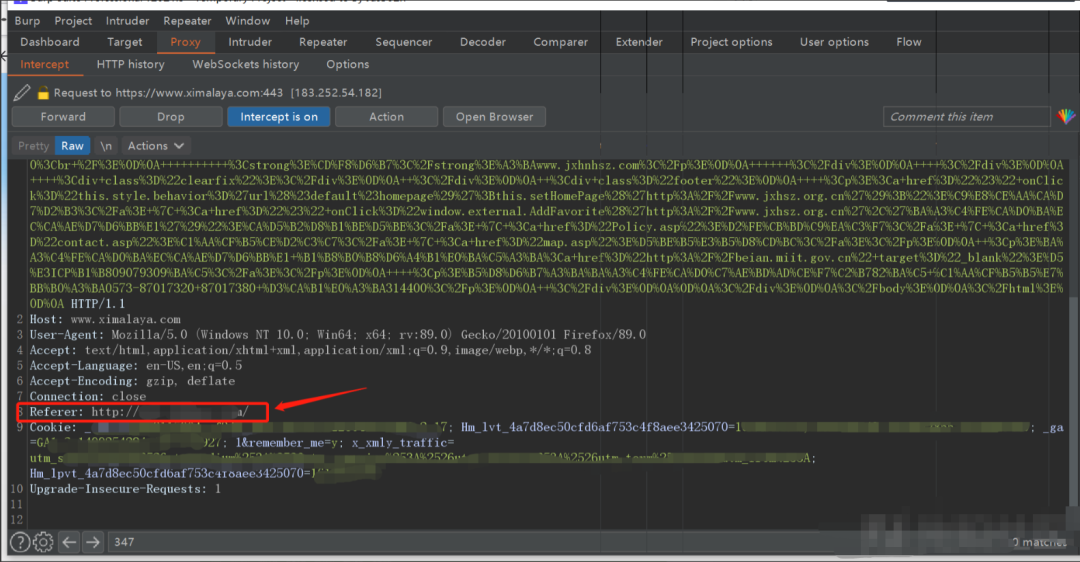 Burp Project Intruder Repeater Window Help
Dashboard Target Proxy Intruder Repeater Sequencer Decoder Comparer Extender Project options User options Flow
Intercept HTTP history WebSockets history Options
Request to https://www.ximalaya.com:443 [183.252.54.182]
Forward Drop Intercept is on Action Open Browser Comment this item
Pretty Raw \n Actions
0%3Cbr+%2F%3E%0D%0A++++++++++%3Cstrong%3E%CD%F8%D6%B7%3C%2Fstrong%3E%A3%BAwww.jxhnhsz.com%3C%2Fp%3E%0D%0A++++++%3C%2Fdiv%3E%0D%0A++++%3C%2Fdiv%3E%0D%0A
++++%3Cdiv+class%3D%22clearfix%22%3E%3C%2Fdiv%3E%0D%0A++%3C%2Fdiv%3E%0D%0A++%3Cdiv+class%3D%22footer%22%3E%0D%0A++++%3Cp%3E%3Ca+href%3D%22%23%22+onClic
k%3D%22this.style.behavior%3D%27url%28%23default%23homepage%29%27%3Bthis.setHomePage%28%27http%3A%2F%2Fwww.jxhsz.org.cn%27%29%3B%22%3E%C9%E8%CE%AA%CA%D
7%D2%B3%3C%2Fa%3E+%7C+%3Ca+href%3D%22%23%22+onClick%3D%22window.external.AddFavorite%28%27http%3A%2F%2Fwww.jxhsz.org.cn%27%2C%27%BA%A3%C4%FE%CA%D0%BA%E
C%CA%AE%D7%D6%BB%E1%27%29%22%3E%CA%D5%B2%D8%B1%BE%D5%BE%3C%2Fa%3E+%7C+%3Ca+href%3D%22Policy.asp%22%3E%D2%FE%CB%BD%C9%EA%C3%F7%3C%2Fa%3E+%7C+%3Ca+href%3
D%22contact.asp%22%3E%C1%AA%CF%B5%CE%D2%C3%C7%3C%2Fa%3E+%7C+%3Ca+href%3D%22map.asp%22%3E%D5%BE%B5%E3%B5%D8%CD%BC%3C%2Fa%3E%3C%2Fp%3E%0D%0A++%3Cp%3E%BA%
A3%C4%FE%CA%D0%BA%EC%CA%AE%D7%D6%BB%E1+%B1%B8%B0%B8%D6%A4%B1%E0%BA%C5%A3%BA%3Ca+href%3D%22http%3A%2F%2Fbeian.miit.gov.cn%22+target%3D%22_blank%22%3E%D5
%E3ICP%B1%B809079309%BA%C5%3C%2Fa%3E%3C%2Fp%3E%0D%0A++++%3Cp%3E%B5%D8%D6%B7%A3%BA%BA%A3%C4%FE%CA%D0%C7%AE%BD%AD%CE%F7%C2%B782%BA%C5+%C1%AA%CF%B5%B5%E7%
BB%B0%A3%BA0573-87017320+87017380+%D3%CA%B1%E0%A3%BA314400%3C%2Fp%3E%0D%0A++%3C%2Fdiv%3E%0D%0A%0D%0A%3C%2Fdiv%3E%0D%0A%3C%2Fbody%3E%0D%0A%3C%2Fhtml%3E%
0D%0A HTTP/1.1
2 Host: www.ximalaya.com
3 User-Agent: Mozilla/5.0 (Windows NT 10.0; Win64; x64; rv:89.0) Gecko/20100101 Firefox/89.0
4 Accept: text/html,application/xhtml+xml,application/xml;q=0.9,image/webp,*/*;q=0.8
5 Accept-Language: en-US,en;q=0.5
6 Accept-Encoding: gzip, deflate
7 Connection: close
8 Referer: http:// a/
9 Cookie: Hm_lvt_4a7d8ec50cfd6af753c4f8aee3425070= ; _ga
; 1&remember_me=y; x_xmly_traffic=
utm_s
Hm_lpvt_4a7d8ec50cfd6af753c4f8aee3425070=
10 Upgrade-Insecure-Requests: 1
11
12
347 0 matches